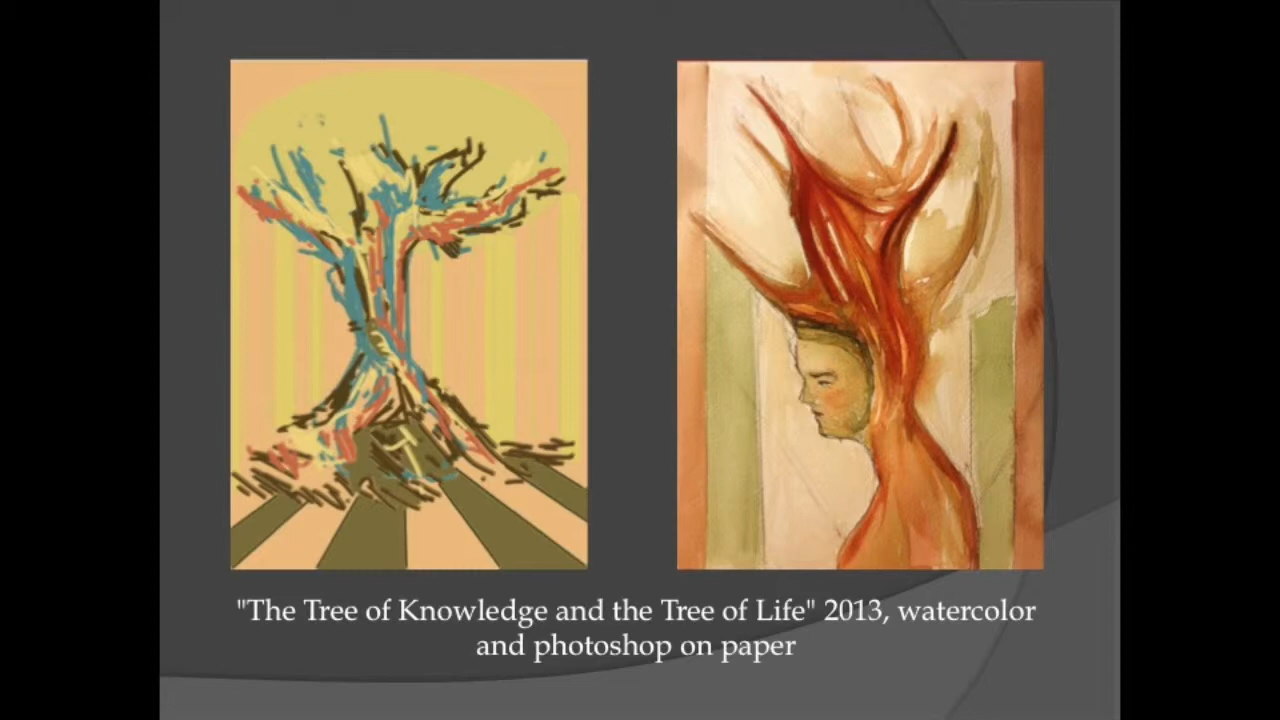 "The Tree of Knowledge and the Tree of Life" 2013, watercolor
and photoshop on paper